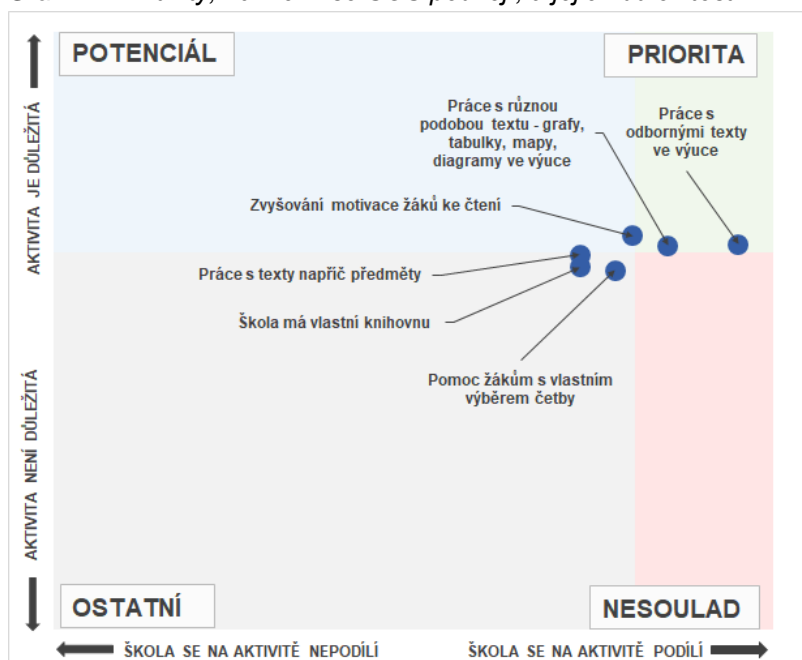 POTENCIÁL
PRIORITA
Práce s různou
podobou textu - grafy,
tabulky, mapy,
diagramy ve výuce
Práce s
odbornými texty
ve výuce
Zvyšování motivace žáků ke čtení
Práce s texty napříč předměty
Škola má vlastní knihovnu
Pomoc žákům s vlastním
výběrem četby
AKTIVITA JE DŮLEŽITÁ
AKTIVITA NENÍ DŮLEŽITÁ
OSTATNÍ
NESOULAD
ŠKOLA SE NA AKTIVITĚ NEPODÍLÍ
ŠKOLA SE NA AKTIVITĚ PODÍLÍ